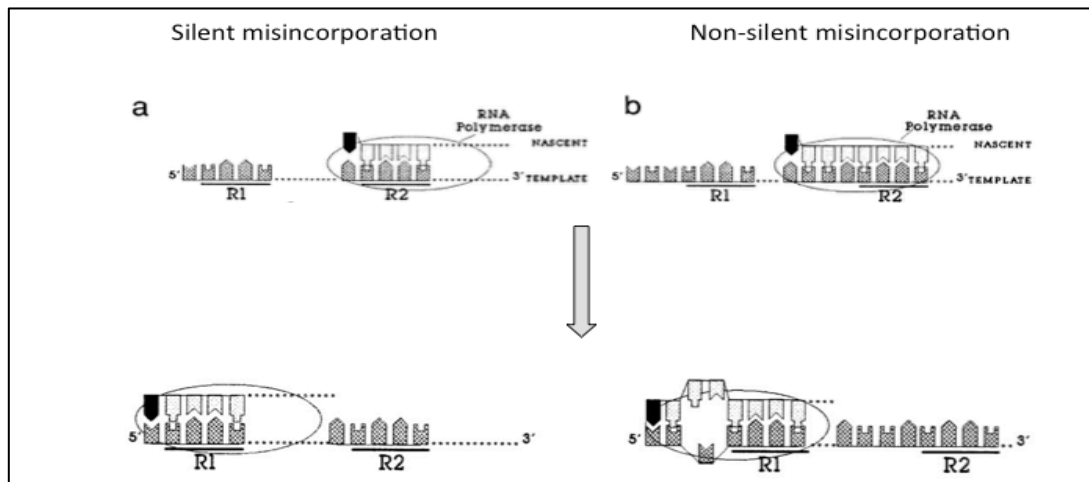 Silent misincorporation
Non-silent misincorporation
a
RNA
Polymerase
NASCENT
5′
3′ TEMPLATE
R1
R2
b
RNA
Polymerase
NASCENT
5′
3′ TEMPLATE
R1
R2
5′
3′
R1
R2
5′
3′
R1
R2